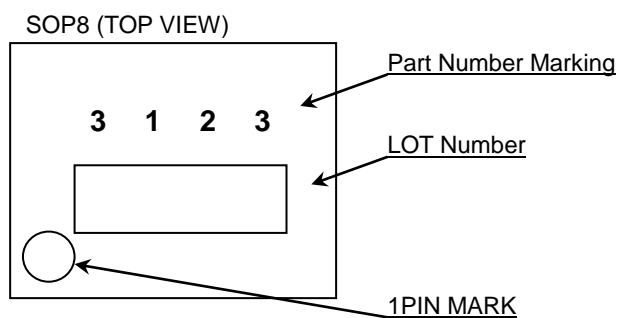 SOP8 (TOP VIEW)
Part Number Marking
3 1 2 3
LOT Number
1PIN MARK